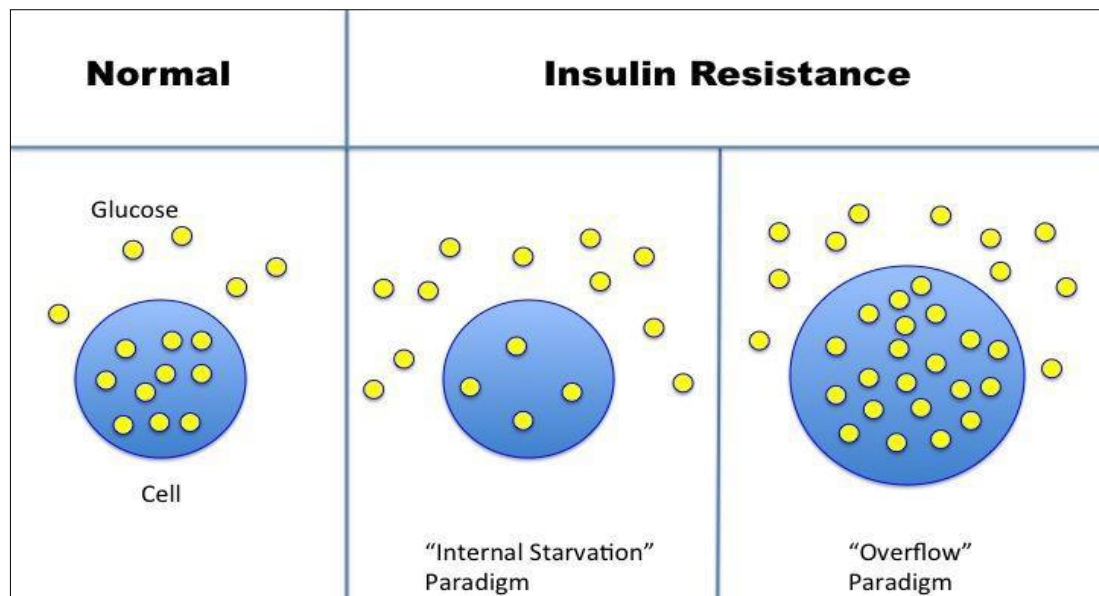 Normal
Insulin Resistance
Glucose
Cell
“Internal Starvation”
Paradigm
“Overflow”
Paradigm